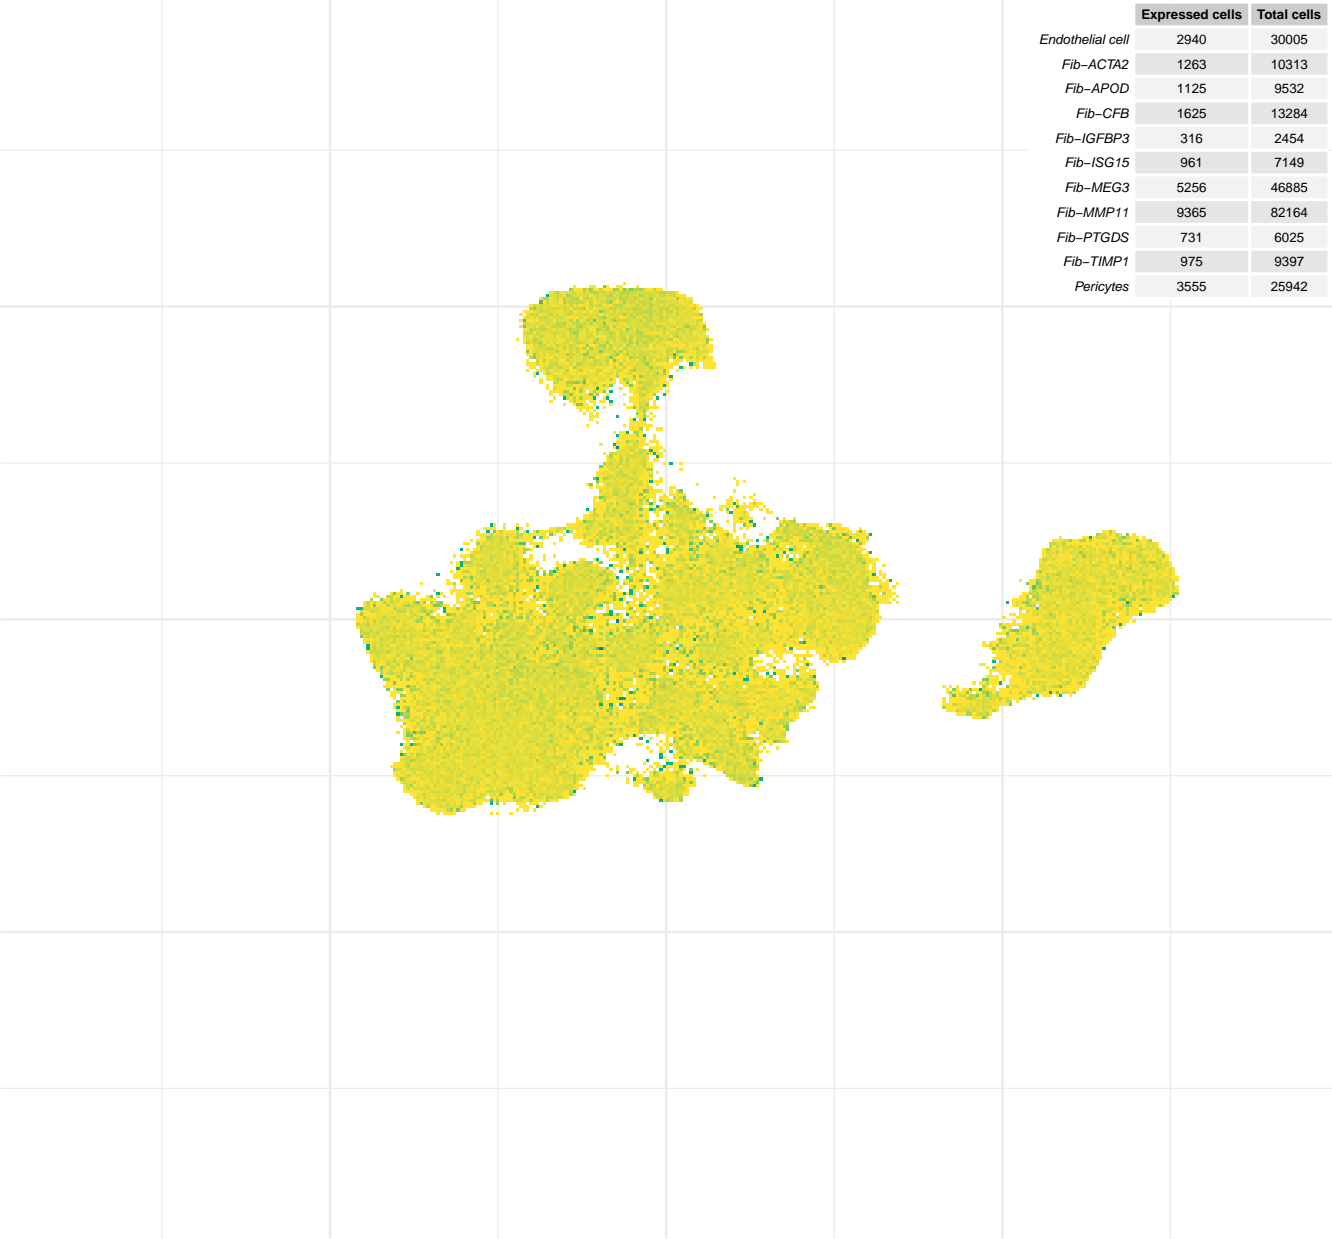 Expressed cells Total cells
Endothelial cell 2940 30005
Fib−ACTA2 1263 10313
Fib−APOD 1125 9532
Fib−CFB 1625 13284
Fib−IGFBP3 316 2454
Fib−ISG15 961 7149
Fib−MEG3 5256 46885
Fib−MMP11 9365 82164
Fib−PTGDS 731 6025
Fib−TIMP1 975 9397
Pericytes 3555 25942